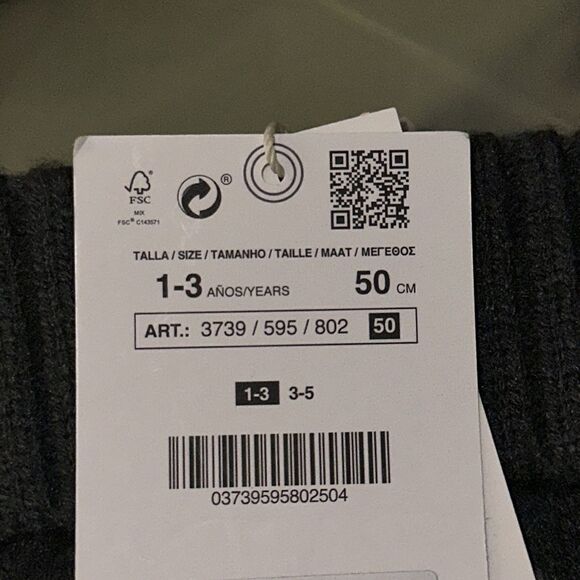 FSC
MIX
FSC® C143571
®
TALLA / SIZE / TAMANHO / TAILLE / MAAT / ΜΕΓΕΘΟΣ
1-3 AÑOS/YEARS 50 CM
ART.: 3739 / 595 / 802 50
1-3 3-5
03739595802504